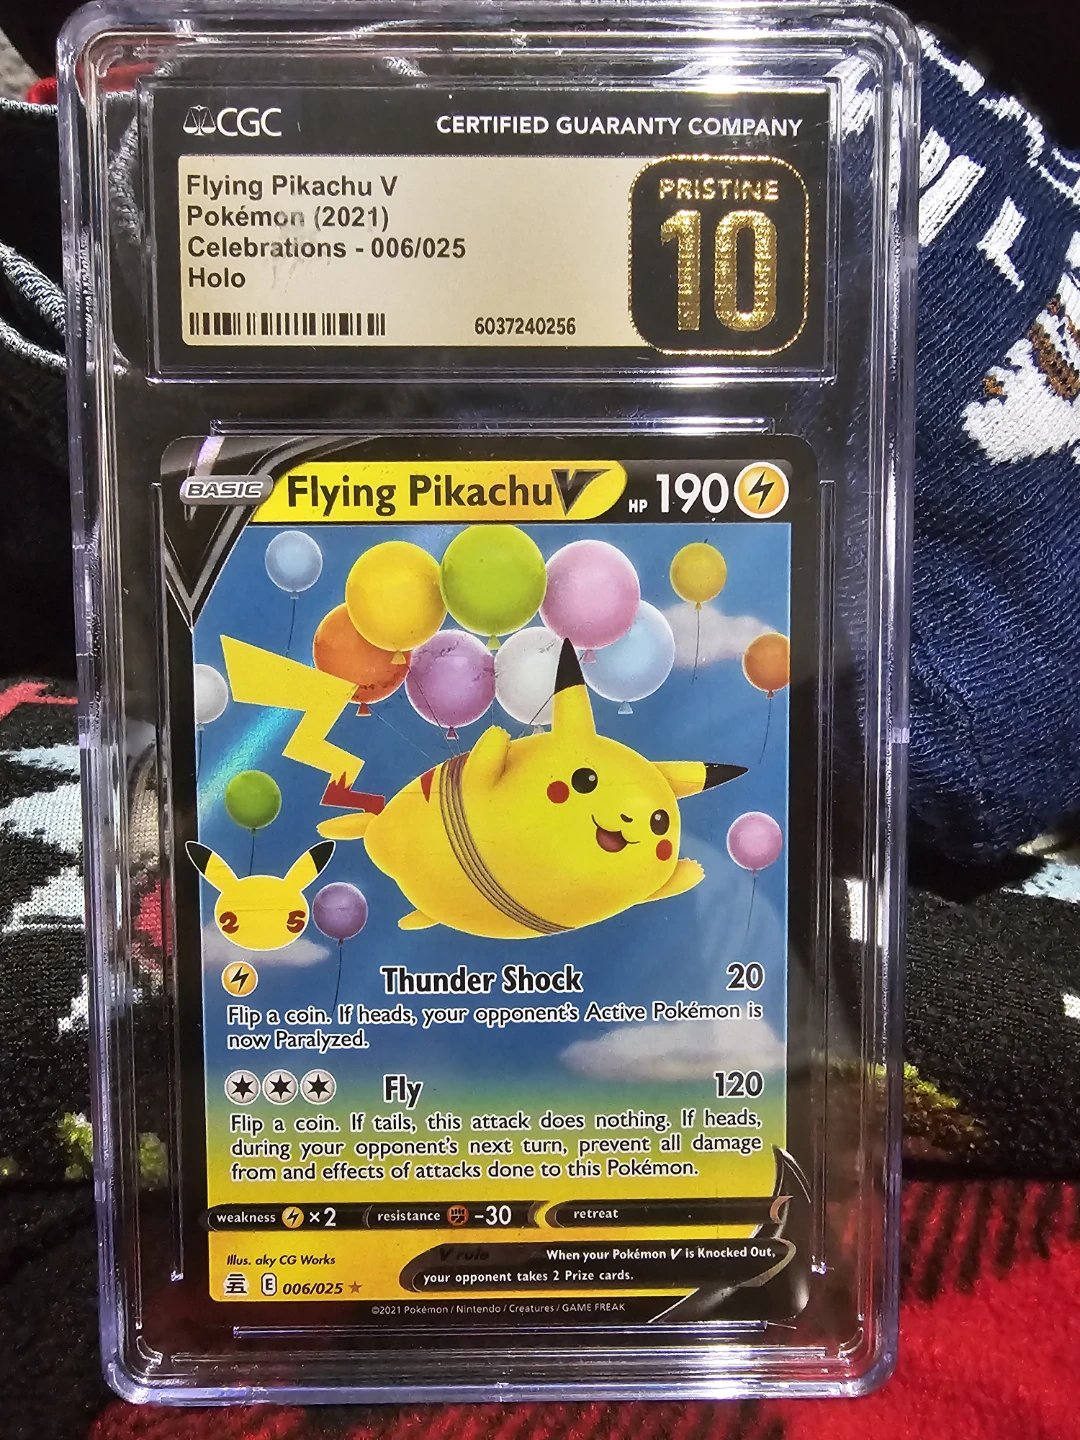 CGC CERTIFIED GUARANTY COMPANY
Flying Pikachu V
Pokémon (2021)
Celebrations - 006/025
Holo
6037240256
PRISTINE
10
BASIC Flying Pikachu V HP 190
2 5
Thunder Shock 20
Flip a coin. If heads, your opponent's Active Pokémon is
now Paralyzed.
Fly 120
Flip a coin. If tails, this attack does nothing. If heads,
during your opponent's next turn, prevent all damage
from and effects of attacks done to this Pokémon.
weakness ×2 resistance -30 retreat
Illus. aky CG Works
V rule When your Pokémon V is Knocked Out,
your opponent takes 2 Prize cards.
E 006/025
©2021 Pokémon / Nintendo / Creatures / GAME FREAK